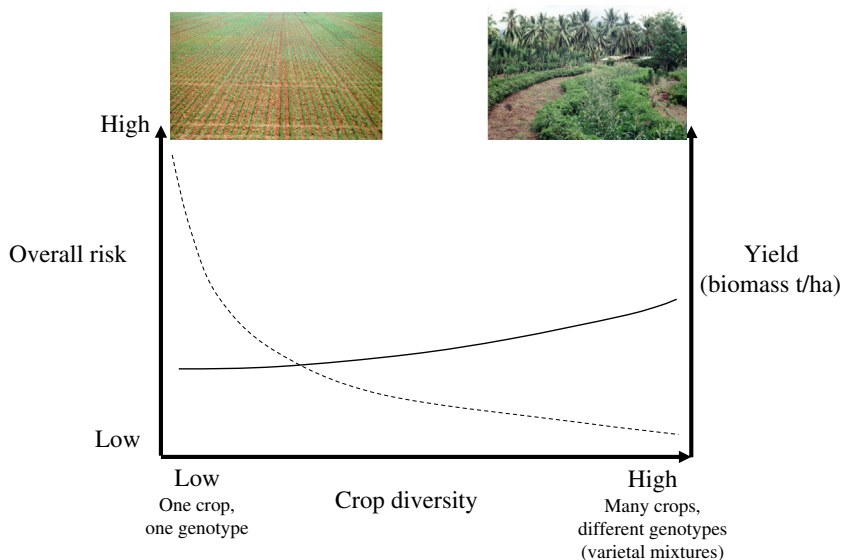 High
Overall risk
Low
Yield
(biomass t/ha)
Low
One crop,
one genotype
Crop diversity
High
Many crops,
different genotypes
(varietal mixtures)